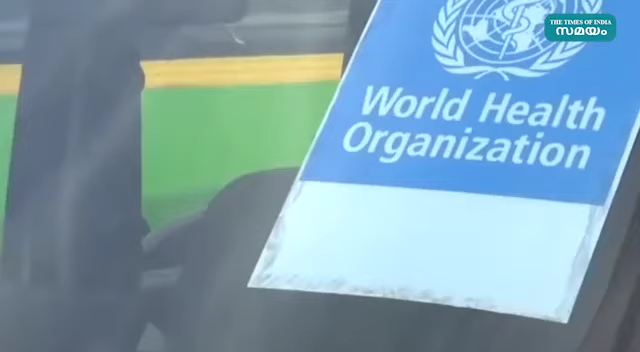 THE TIMES OF INDIA
സമയം
World Health
Organization